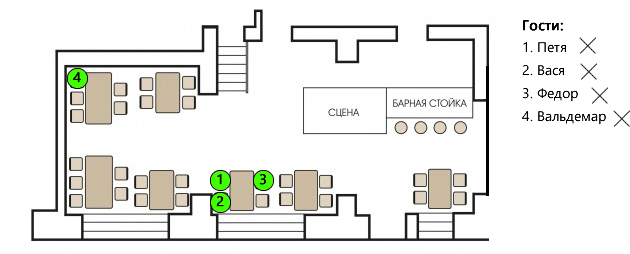 Гости:
1. Петя
2. Вася
3. Федор
4. Вальдемар
4
СЦЕНА
БАРНАЯ СТОЙКА
1
3
2